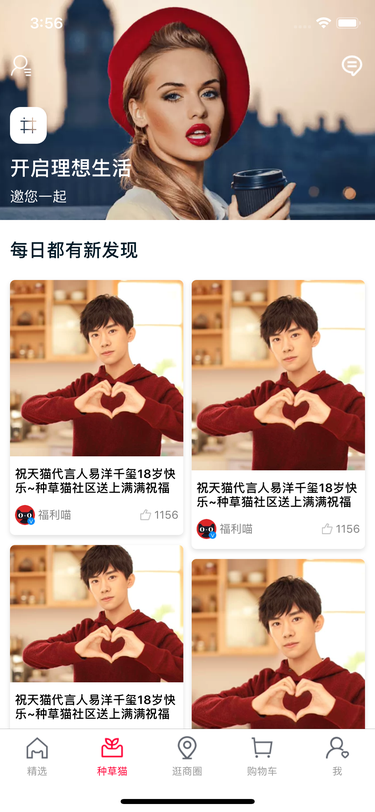 3:56
开启理想生活
邀您一起
每日都有新发现
祝天猫代言人易洋千玺18岁快
乐~种草猫社区送上满满祝福
福利喵 1156
祝天猫代言人易洋千玺18岁快
乐~种草猫社区送上满满祝福
福利喵 1156
祝天猫代言人易洋千玺18岁快
乐~种草猫社区送上满满祝福
精选 种草猫 逛商圈 购物车 我